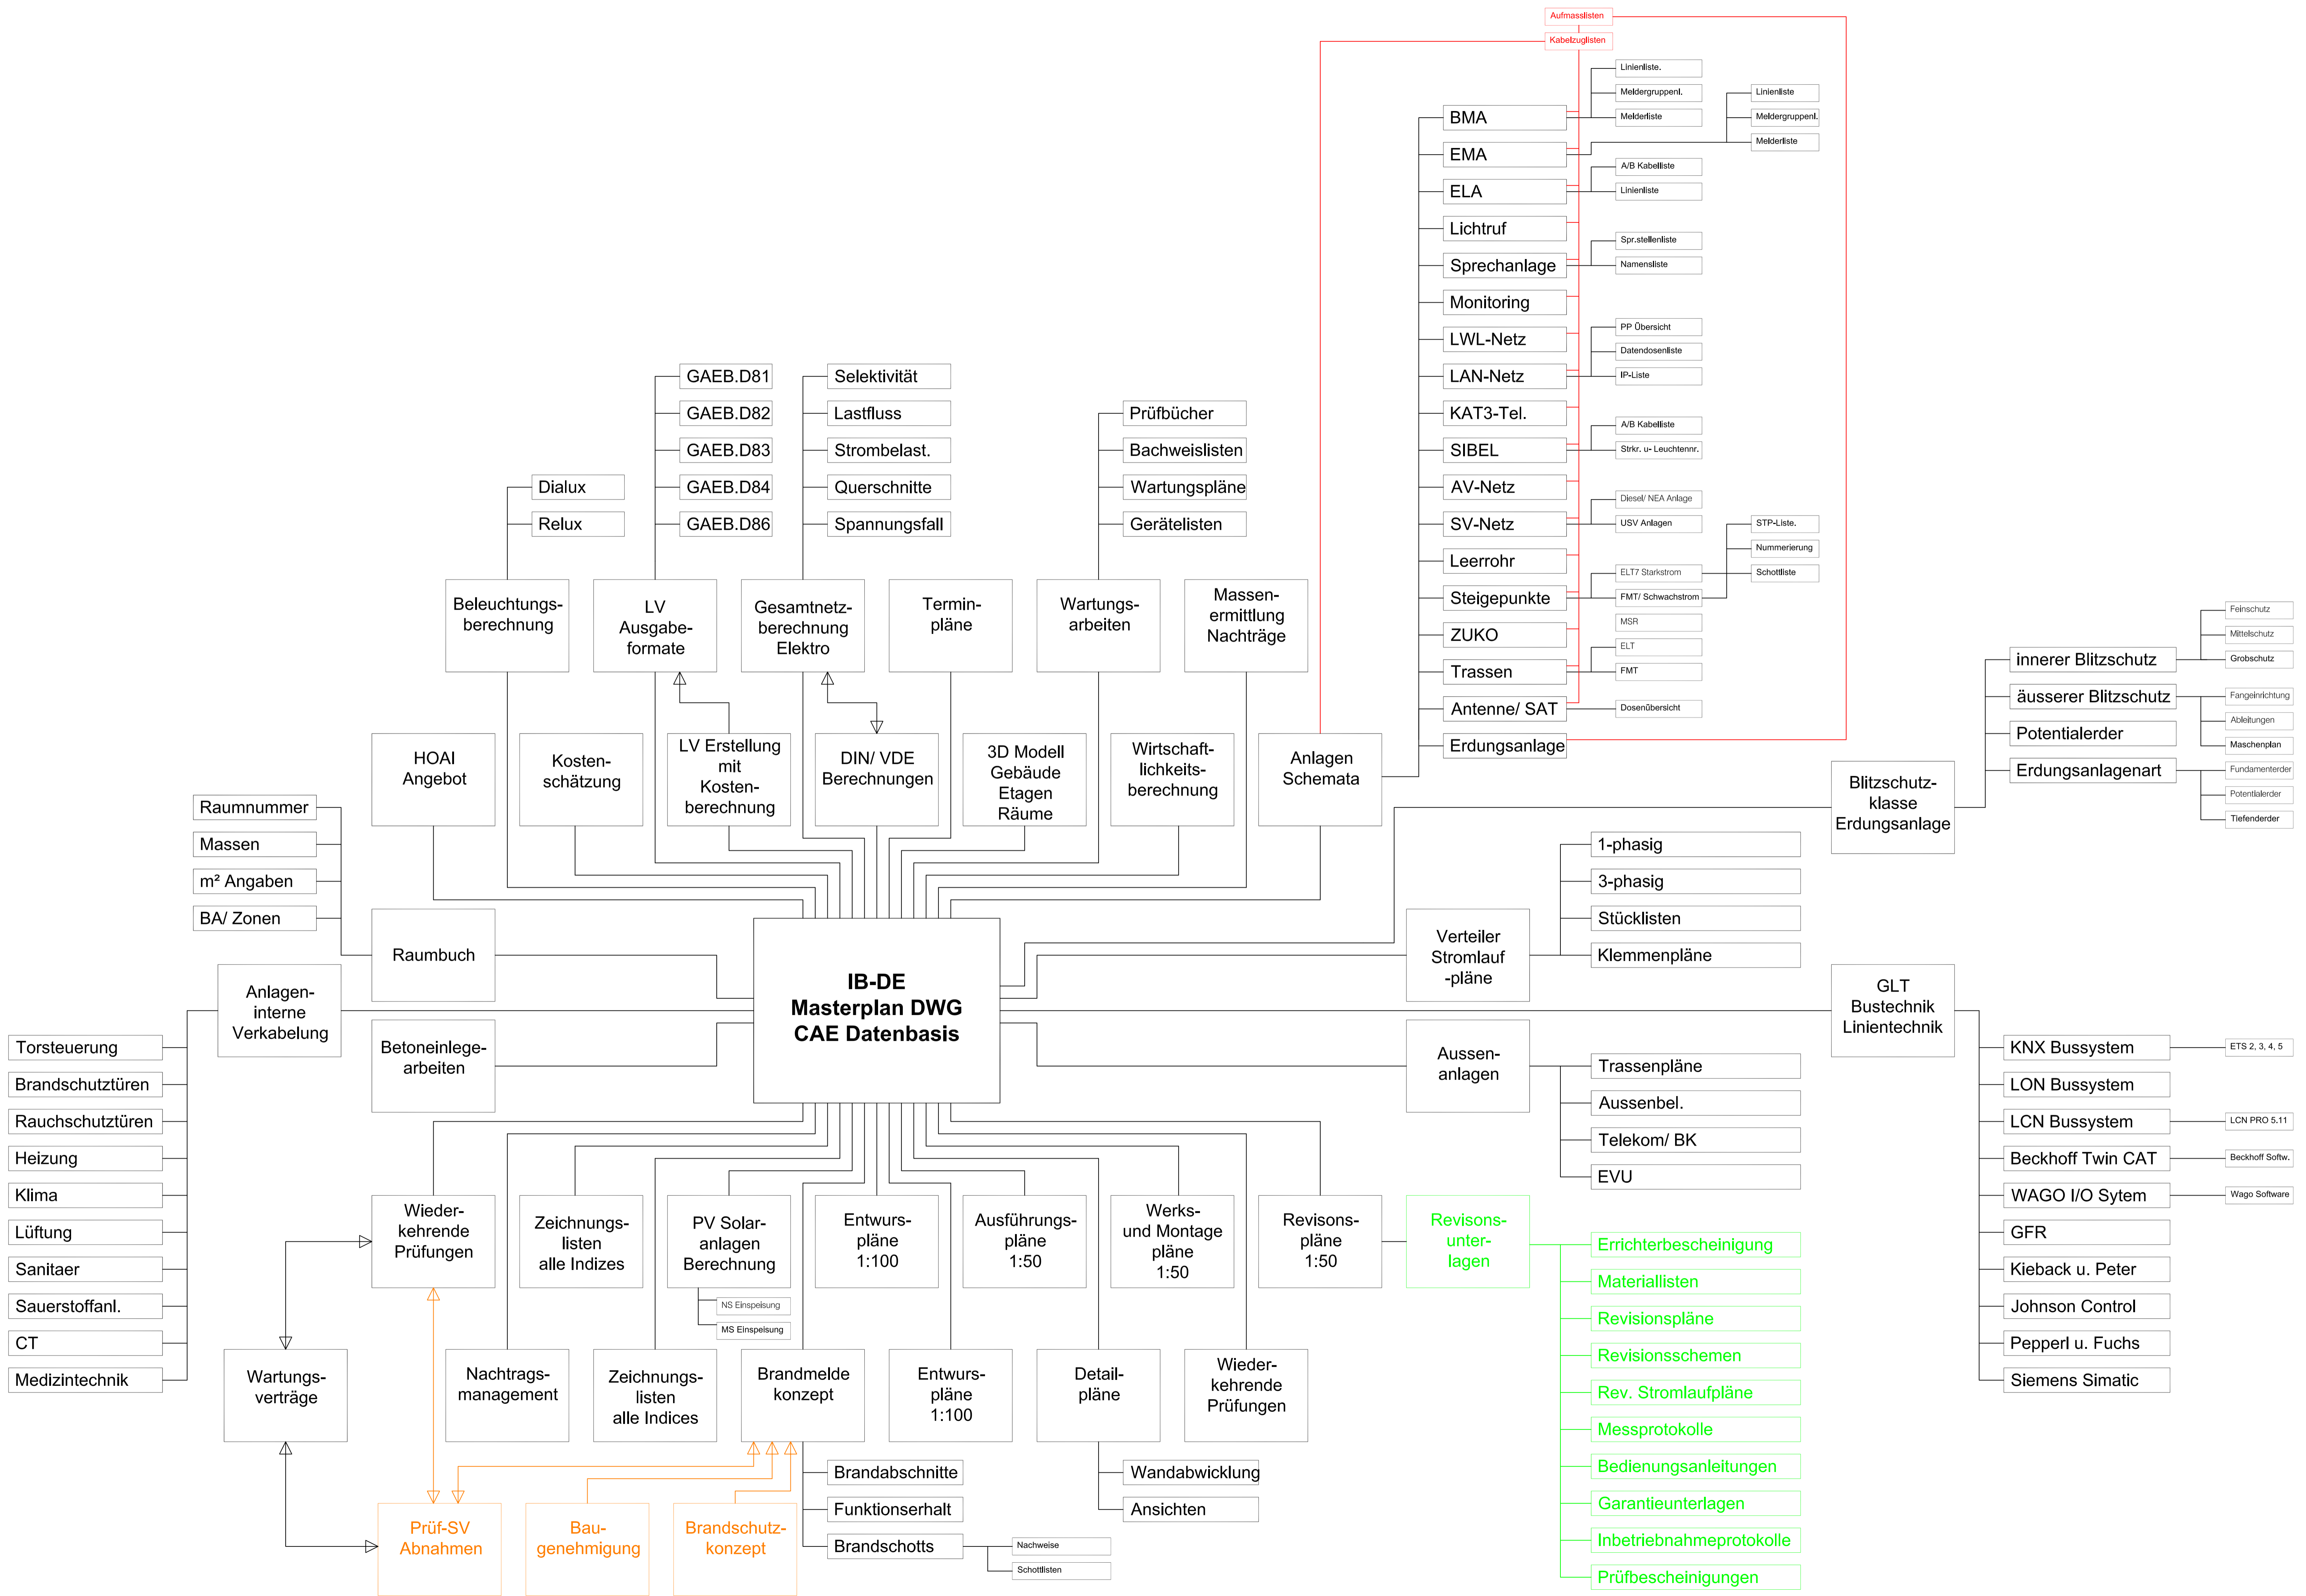 Aufmasslisten
Kabelzuglisten
BMA
Linienliste.
Meldergruppenl.
Melderliste
EMA
Linienliste
Meldergruppenl.
Melderliste
ELA
A/B Kabelliste
Linienliste
Lichtruf
Sprechanlage
Spr.stellenliste
Namensliste
Monitoring
LWL-Netz
LAN-Netz
PP Übersicht
Datendosenliste
IP-Liste
KAT3-Tel.
SIBEL
A/B Kabelliste
Strkr. u- Leuchtennr.
AV-Netz
SV-Netz
Diesel/ NEA Anlage
USV Anlagen
Leerrohr
Steigepunkte
ELT7 Starkstrom
FMT/ Schwachstrom
STP-Liste.
Nummerierung
Schottliste
ZUKO
MSR
Trassen
ELT
FMT
Antenne/ SAT
Dosenübersicht
Erdungsanlage
Dialux
Relux
GAEB.D81
GAEB.D82
GAEB.D83
GAEB.D84
GAEB.D86
Selektivität
Lastfluss
Strombelast.
Querschnitte
Spannungsfall
Prüfbücher
Bachweislisten
Wartungspläne
Gerätelisten
Beleuchtungs-
berechnung
LV
Ausgabe-
formate
Gesamtnetz-
berechnung
Elektro
Termin-
pläne
Wartungs-
arbeiten
Massen-
ermittlung
Nachträge
HOAI
Angebot
Kosten-
schätzung
LV Erstellung
mit
Kosten-
berechnung
DIN/ VDE
Berechnungen
3D Modell
Gebäude
Etagen
Räume
Wirtschaft-
lichkeits-
berechnung
Anlagen
Schemata
Blitzschutz-
klasse
Erdungsanlage
innerer Blitzschutz
Feinschutz
Mittelschutz
Grobschutz
äusserer Blitzschutz
Fangeinrichtung
Ableitungen
Maschenplan
Potentialerder
Erdungsanlagenart
Fundamenterder
Potentialerder
Tiefenderder
Raumnummer
Massen
m² Angaben
BA/ Zonen
Raumbuch
Anlagen-
interne
Verkabelung
Betoneinlege-
arbeiten
IB-DE
Masterplan DWG
CAE Datenbasis
Verteiler
Stromlauf
-pläne
1-phasig
3-phasig
Stücklisten
Klemmenpläne
GLT
Bustechnik
Linientechnik
Aussen-
anlagen
Trassenpläne
Aussenbel.
Telekom/ BK
EVU
KNX Bussystem
ETS 2, 3, 4, 5
LON Bussystem
LCN Bussystem
LCN PRO 5.11
Beckhoff Twin CAT
Beckhoff Softw.
WAGO I/O Sytem
Wago Software
GFR
Kieback u. Peter
Johnson Control
Pepperl u. Fuchs
Siemens Simatic
Torsteuerung
Brandschutztüren
Rauchschutztüren
Heizung
Klima
Lüftung
Sanitaer
Sauerstoffanl.
CT
Medizintechnik
Wieder-
kehrende
Prüfungen
Zeichnungs-
listen
alle Indizes
PV Solar-
anlagen
Berechnung
NS Einspeisung
MS Einspeisung
Entwurs-
pläne
1:100
Ausführungs-
pläne
1:50
Werks-
und Montage
pläne
1:50
Revisons-
pläne
1:50
Revisons-
unter-
lagen
Errichterbescheinigung
Materiallisten
Revisionspläne
Revisionsschemen
Rev. Stromlaufpläne
Messprotokolle
Bedienungsanleitungen
Garantieunterlagen
Inbetriebnahmeprotokolle
Prüfbescheinigungen
Wartungs-
verträge
Nachtrags-
management
Zeichnungs-
listen
alle Indices
Brandmelde
konzept
Entwurs-
pläne
1:100
Detail-
pläne
Wieder-
kehrende
Prüfungen
Brandabschnitte
Funktionserhalt
Brandschotts
Nachweise
Schottlisten
Wandabwicklung
Ansichten
Prüf-SV
Abnahmen
Bau-
genehmigung
Brandschutz-
konzept